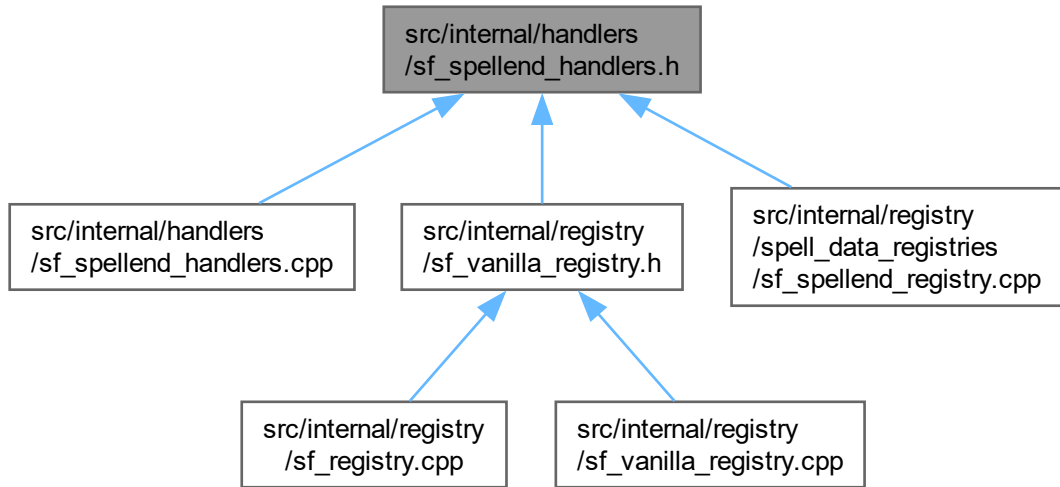 src/internal/handlers
/sf_spellend_handlers.h
src/internal/handlers
/sf_spellend_handlers.cpp
src/internal/registry
/sf_vanilla_registry.h
src/internal/registry
/spell_data_registries
/sf_spellend_registry.cpp
src/internal/registry
/sf_registry.cpp
src/internal/registry
/sf_vanilla_registry.cpp